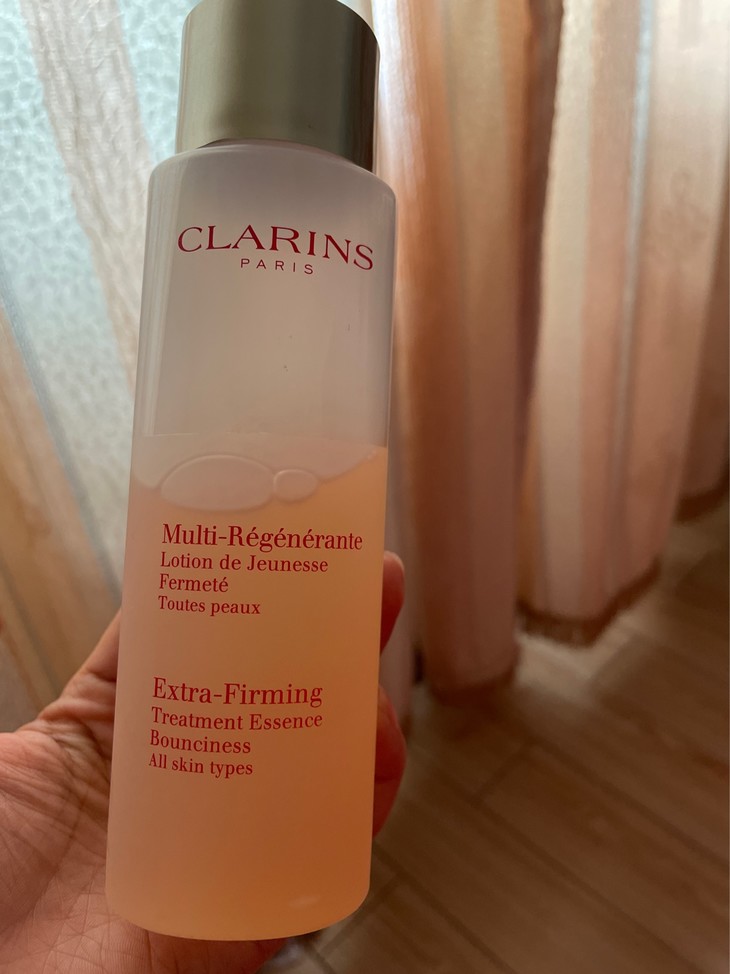 CLARINS
PARIS
Multi-Régénérante
Lotion de Jeunesse
Fermeté
Toutes peaux
Extra-Firming
Treatment Essence
Bounciness
All skin types